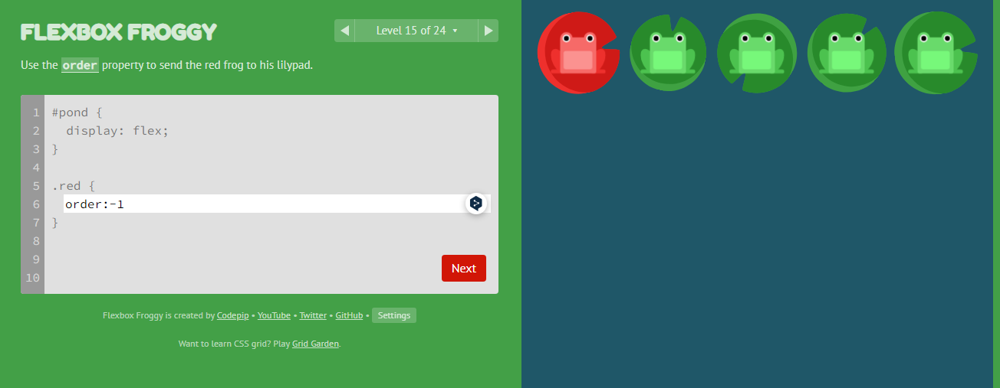 FLEXBOX FROGGY
Level 15 of 24
Use the order property to send the red frog to his lilypad.
1 #pond {
2 display: flex;
3 }
4
5 .red {
6 order:-1
7 }
8
9
10
Next
Flexbox Froggy is created by Codepip • YouTube • Twitter • GitHub • Settings
Want to learn CSS grid? Play Grid Garden.